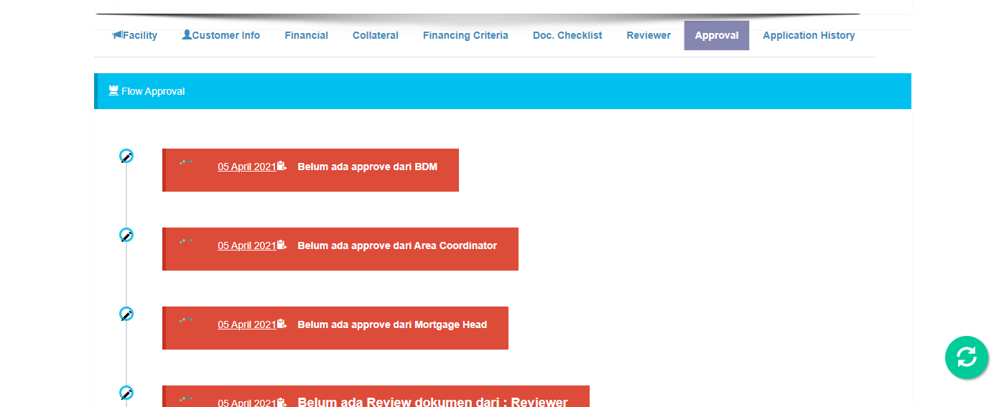 Facility Customer Info Financial Collateral Financing Criteria Doc. Checklist Reviewer Approval Application History
Flow Approval
05 April 2021 Belum ada approve dari BDM
05 April 2021 Belum ada approve dari Area Coordinator
05 April 2021 Belum ada approve dari Mortgage Head
05 April 2021 Belum ada Review dokumen dari : Reviewer